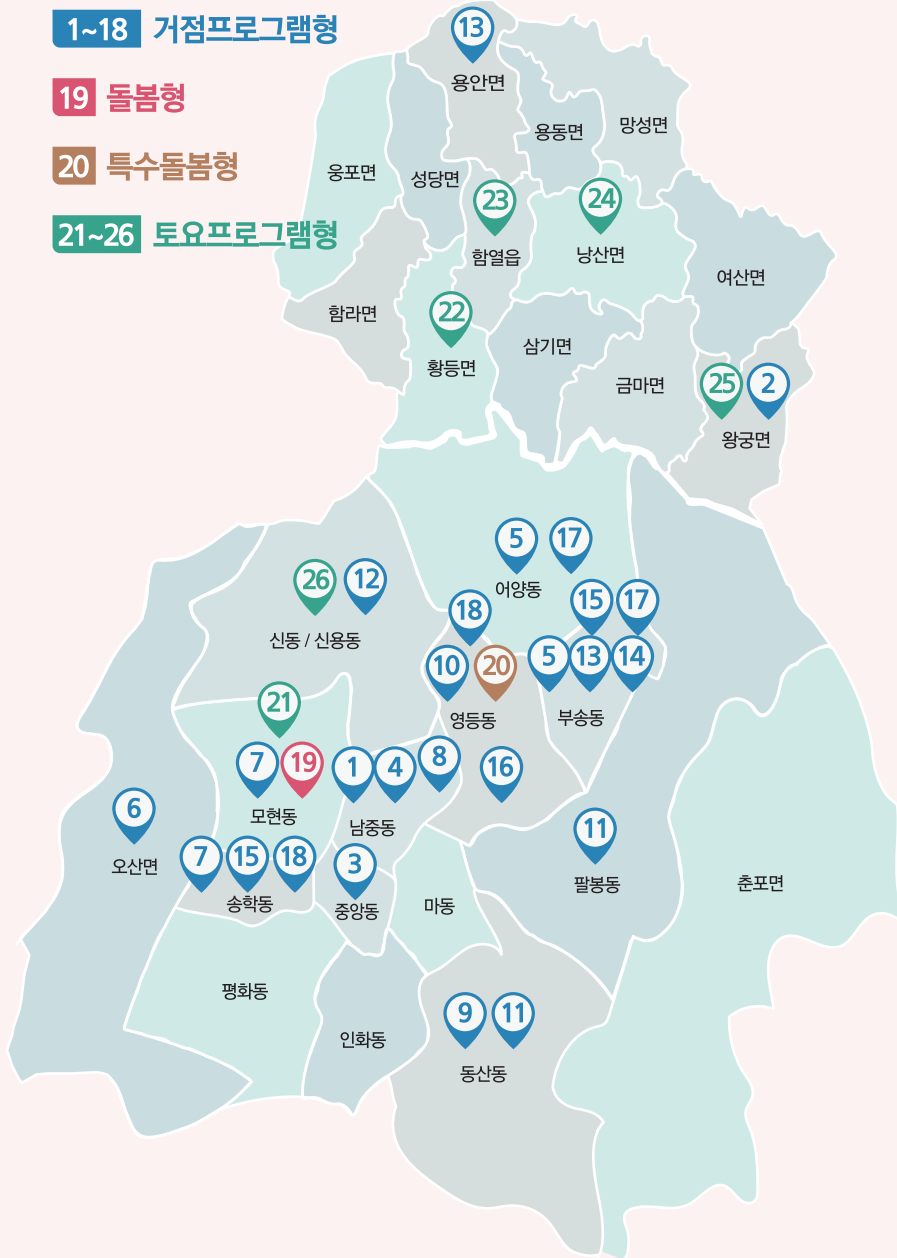 1~18 거점프로그램형
19 돌봄형
20 특수돌봄형
21~26 토요프로그램형
13
용안면
용동면
망성면
웅포면
성당면
23
함열읍
24
낭산면
여산면
함라면
22
황등면
삼기면
금마면
25 2
왕궁면
5 17
어양동
26 12
신동 / 신용동
15 17
18
5 13 14
부송동
10 20
영등동
16
21
7 19
모현동
1 4 8
남중동
6
오산면
7 15 18
송학동
3
중앙동
마동
11
팔봉동
춘포면
평화동
인화동
9 11
동산동